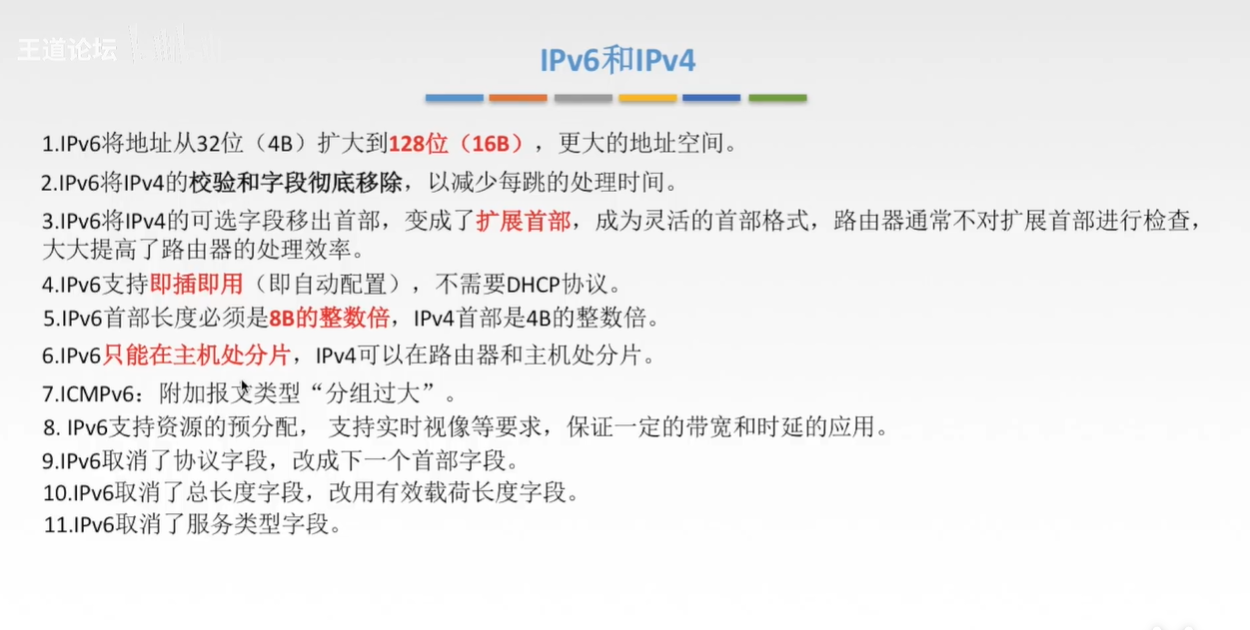 王道论坛
IPv6和IPv4
1.IPv6将地址从32位（4B）扩大到128位（16B），更大的地址空间。
2.IPv6将IPv4的校验和字段彻底移除，以减少每跳的处理时间。
3.IPv6将IPv4的可选字段移出首部，变成了扩展首部，成为灵活的首部格式，路由器通常不对扩展首部进行检查，
大大提高了路由器的处理效率。
4.IPv6支持即插即用（即自动配置），不需要DHCP协议。
5.IPv6首部长度必须是8B的整数倍，IPv4首部是4B的整数倍。
6.IPv6只能在主机处分片，IPv4可以在路由器和主机处分片。
7.ICMPv6：附加报文类型“分组过大”。
8. IPv6支持资源的预分配， 支持实时视像等要求，保证一定的带宽和时延的应用。
9.IPv6取消了协议字段，改成下一个首部字段。
10.IPv6取消了总长度字段，改用有效载荷长度字段。
11.IPv6取消了服务类型字段。